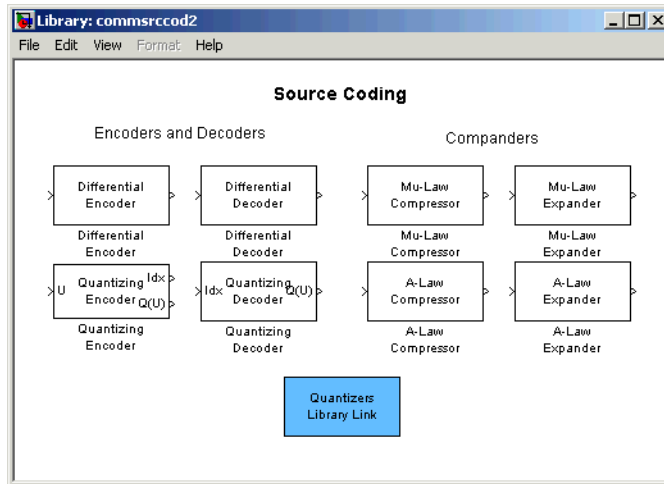 Library: commsrccod2
File Edit View Format Help
Source Coding
Encoders and Decoders
Companders
Differential
Encoder
Differential
Decoder
Mu-Law
Compressor
Mu-Law
Expander
Differential
Encoder
Differential
Decoder
Mu-Law
Compressor
Mu-Law
Expander
U
Quantizing
Encoder
Idx
Q(U)
Idx
Quantizing
Decoder
Q(U)
A-Law
Compressor
A-Law
Expander
Quantizing
Encoder
Quantizing
Decoder
A-Law
Compressor
A-Law
Expander
Quantizers
Library Link